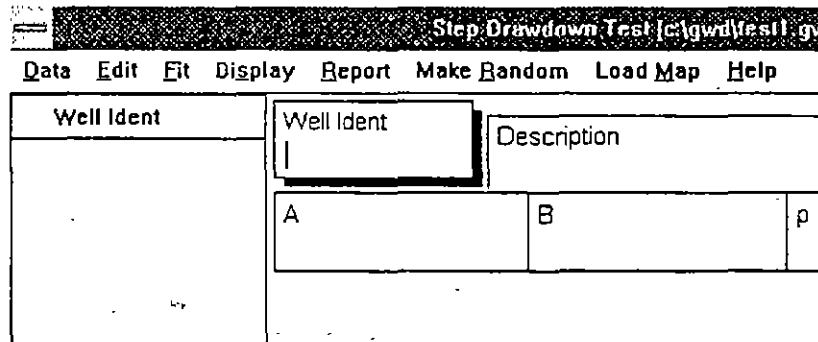 Step Drawdown Test [c:\gwd\test1.gw
Data Edit Fit Display Report Make Random Load Map Help
Well Ident
Well Ident
Description
A B p